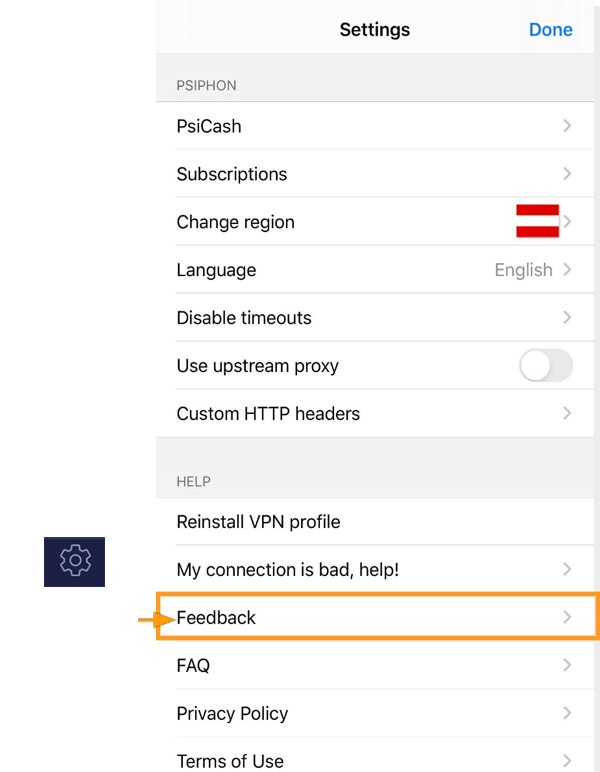 Settings
Done
PSIPHON
PsiCash
Subscriptions
Change region
Language English
Disable timeouts
Use upstream proxy
Custom HTTP headers
HELP
Reinstall VPN profile
My connection is bad, help!
Feedback
FAQ
Privacy Policy
Terms of Use